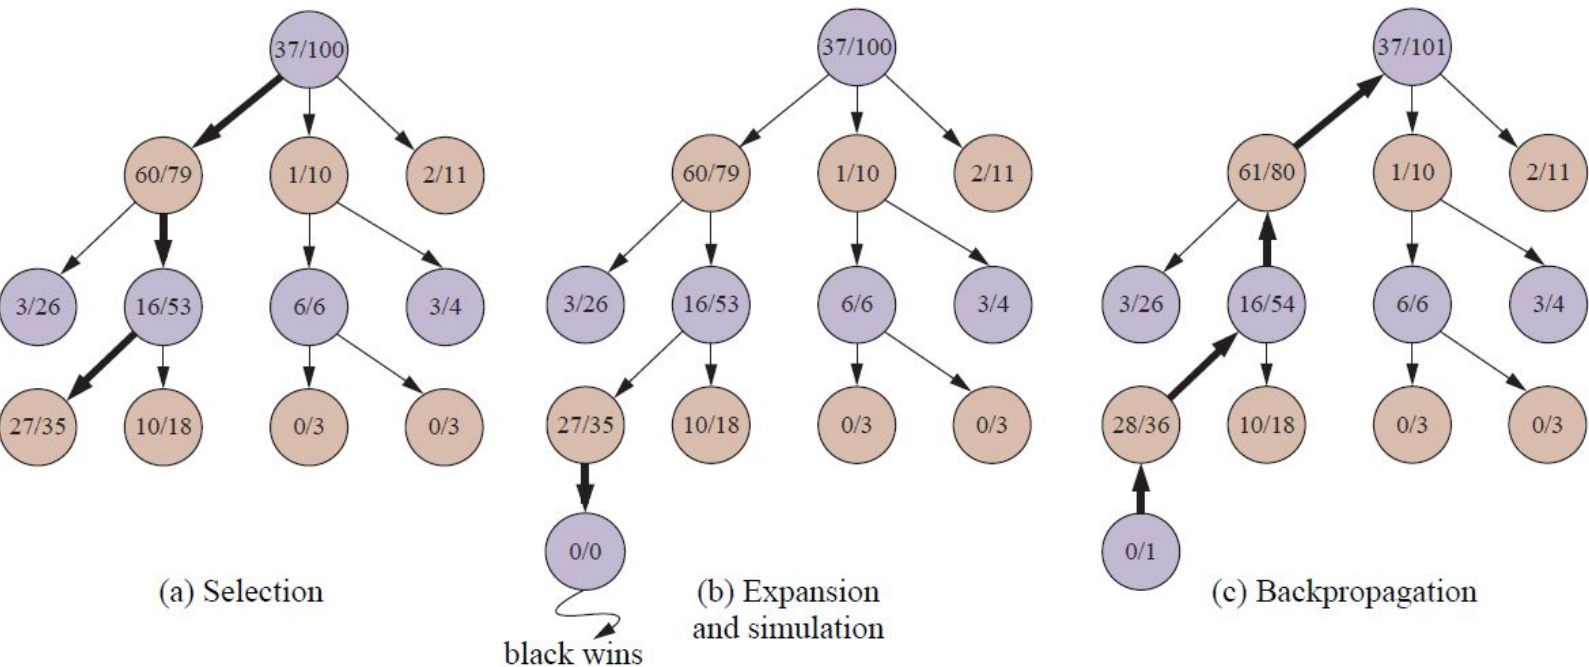 37/100
60/79 1/10 2/11
3/26 16/53 6/6 3/4
27/35 10/18 0/3 0/3
(a) Selection
37/100
60/79 1/10 2/11
3/26 16/53 6/6 3/4
27/35 10/18 0/3 0/3
0/0
black wins
(b) Expansion
and simulation
37/101
61/80 1/10 2/11
3/26 16/54 6/6 3/4
28/36 10/18 0/3 0/3
0/1
(c) Backpropagation